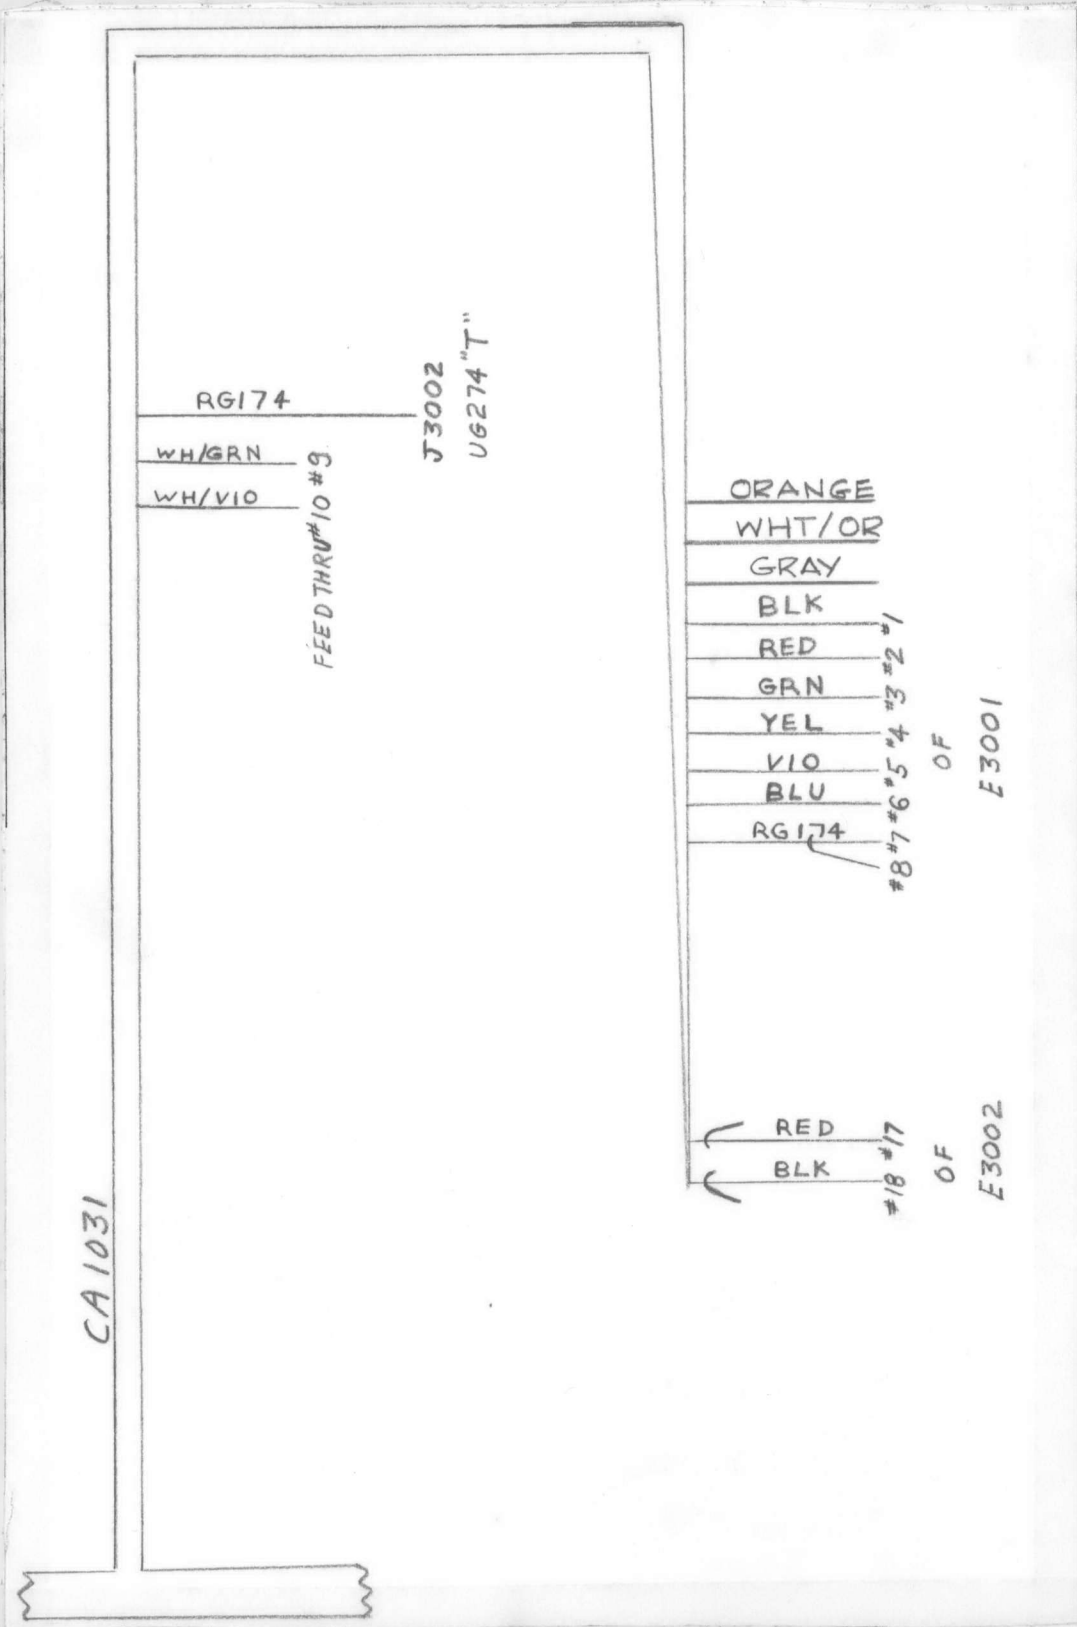 RG174
WH/GRN
WH/VIO
FEEDTHRU #10 #9
J3002
UG274 "T"
ORANGE
WHT/OR
GRAY
BLK
RED
GRN
YEL
VIO
BLU
RG174
#8 #7 #6 #5 #4 #3 #2 #1
OF
E3001
RED
BLK
#18 #17
OF
E3002
CA1031